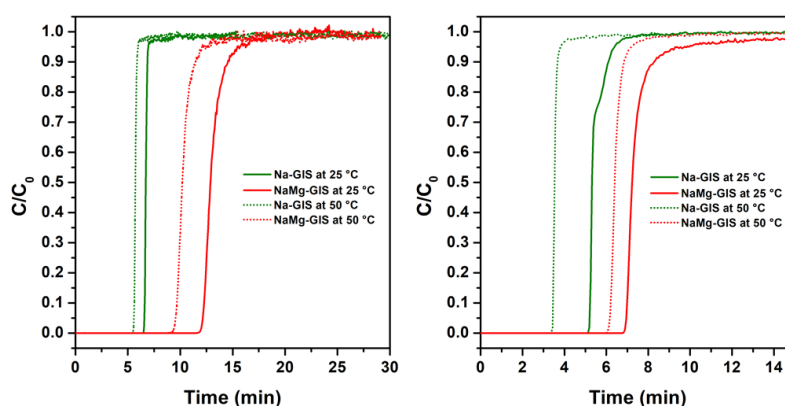 C/C0
1.0
0.9
0.8
0.7
0.6
0.5
0.4
0.3
0.2
0.1
0.0
Na-GIS at 25 °C
NaMg-GIS at 25 °C
Na-GIS at 50 °C
NaMg-GIS at 50 °C
0 5 10 15 20 25 30
Time (min)
C/C0
1.0
0.9
0.8
0.7
0.6
0.5
0.4
0.3
0.2
0.1
0.0
Na-GIS at 25 °C
NaMg-GIS at 25 °C
Na-GIS at 50 °C
NaMg-GIS at 50 °C
0 2 4 6 8 10 12 14
Time (min)